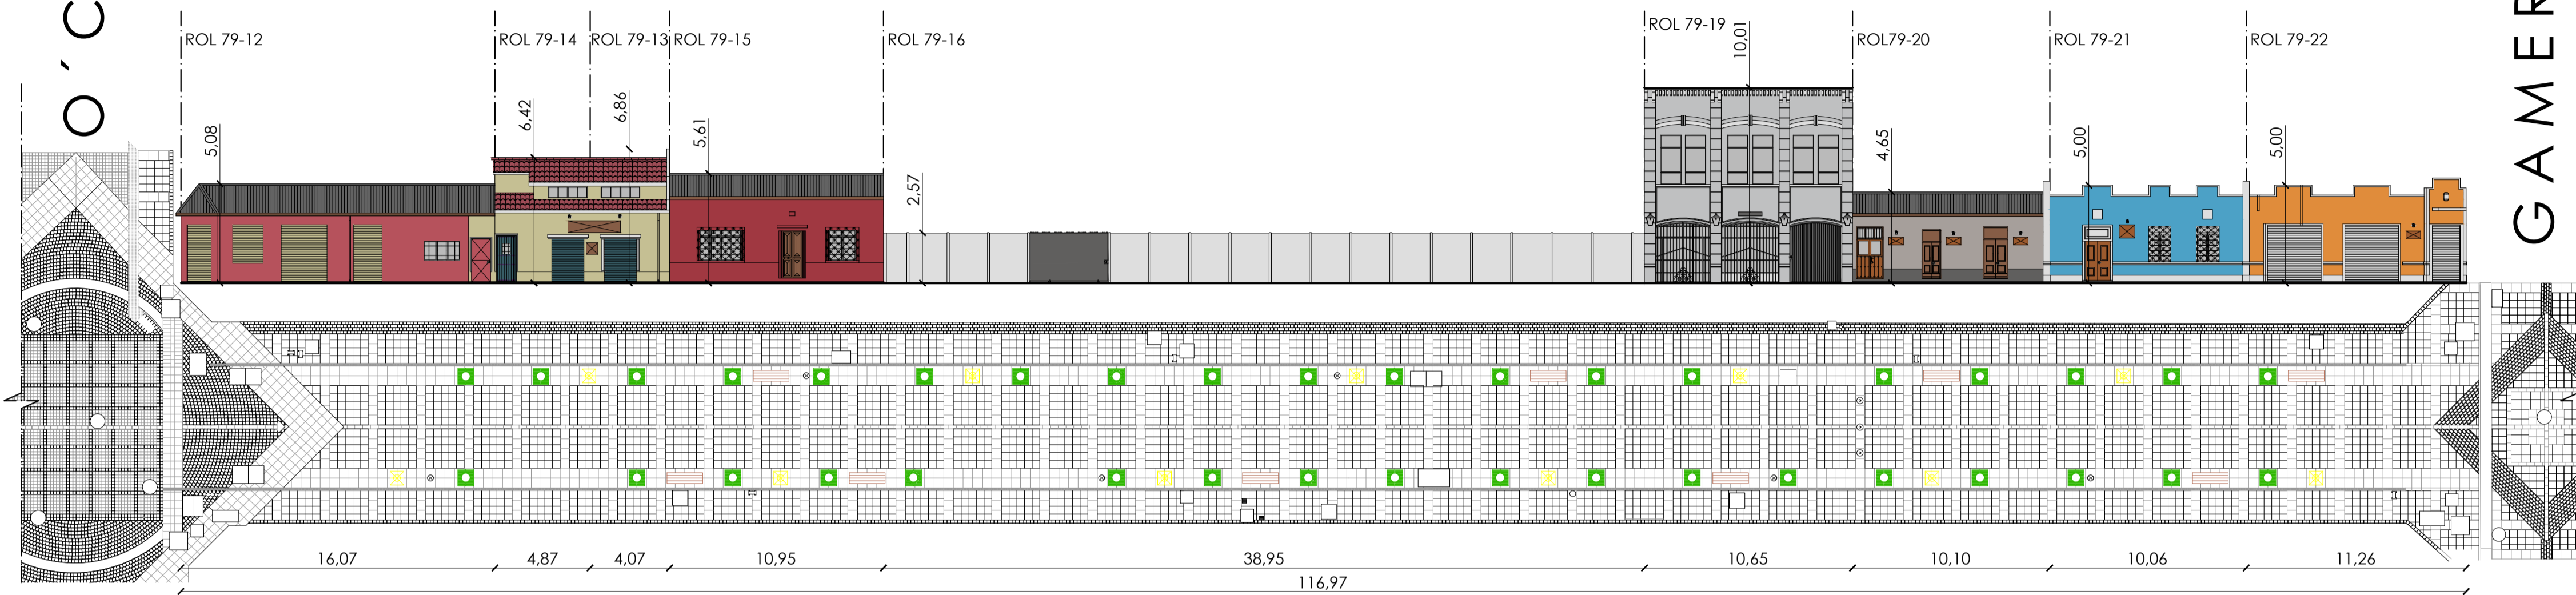 O´C
GAMER
ROL 79-12
ROL 79-14
ROL 79-13
ROL 79-15
ROL 79-16
ROL 79-19
ROL79-20
ROL 79-21
ROL 79-22
5,08
6,42
6,86
5,61
2,57
10,01
4,65
5,00
5,00
16,07
4,87
4,07
10,95
38,95
10,65
10,10
10,06
11,26
116,97